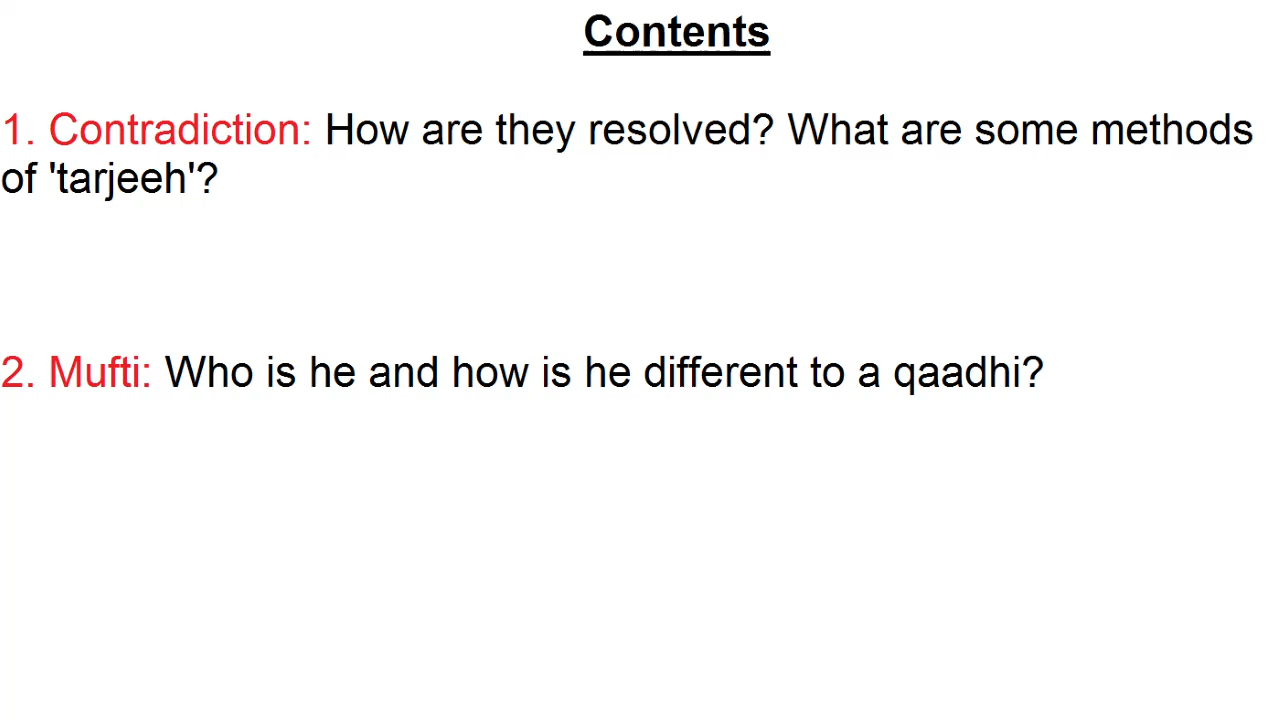 Contents
1. Contradiction: How are they resolved? What are some methods
of 'tarjeeh'?
2. Mufti: Who is he and how is he different to a qaadhi?